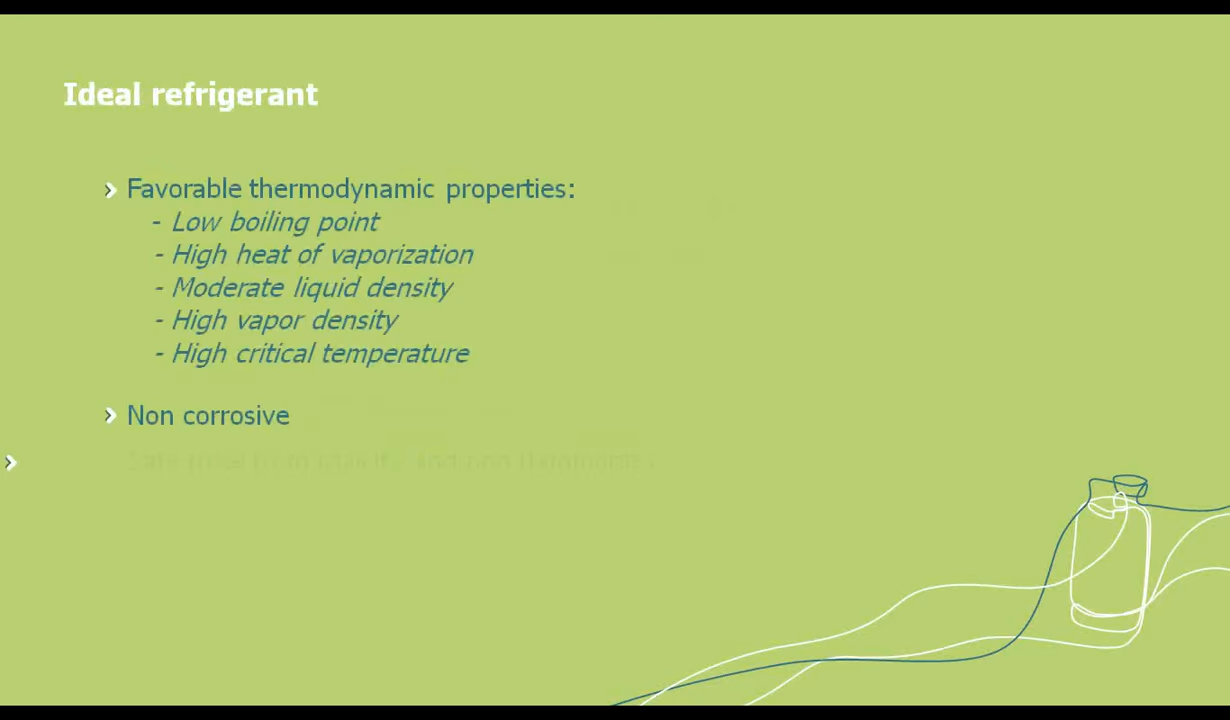 Ideal refrigerant
Favorable thermodynamic properties:
- Low boiling point
- High heat of vaporization
- Moderate liquid density
- High vapor density
- High critical temperature
Non corrosive